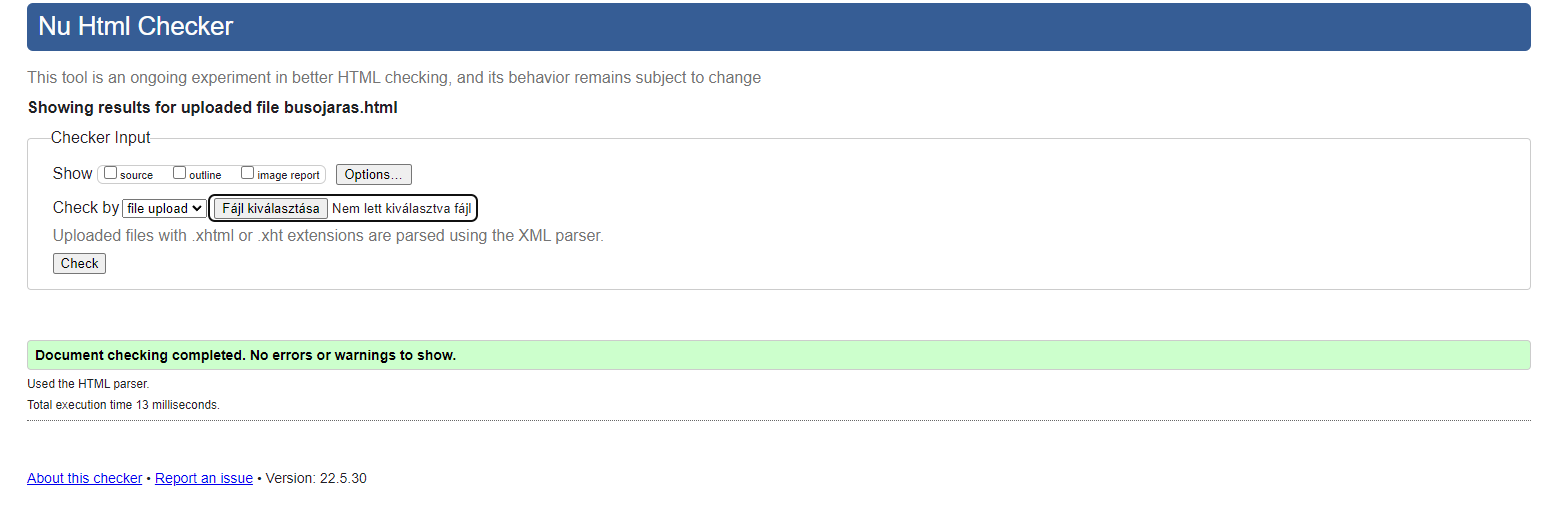 Nu Html Checker
This tool is an ongoing experiment in better HTML checking, and its behavior remains subject to change
Showing results for uploaded file busojaras.html
Checker Input
Show source outline image report Options...
Check by file upload Fájl kiválasztása Nem lett kiválasztva fájl
Uploaded files with .xhtml or .xht extensions are parsed using the XML parser.
Check
Document checking completed. No errors or warnings to show.
Used the HTML parser.
Total execution time 13 milliseconds.
About this checker • Report an issue • Version: 22.5.30